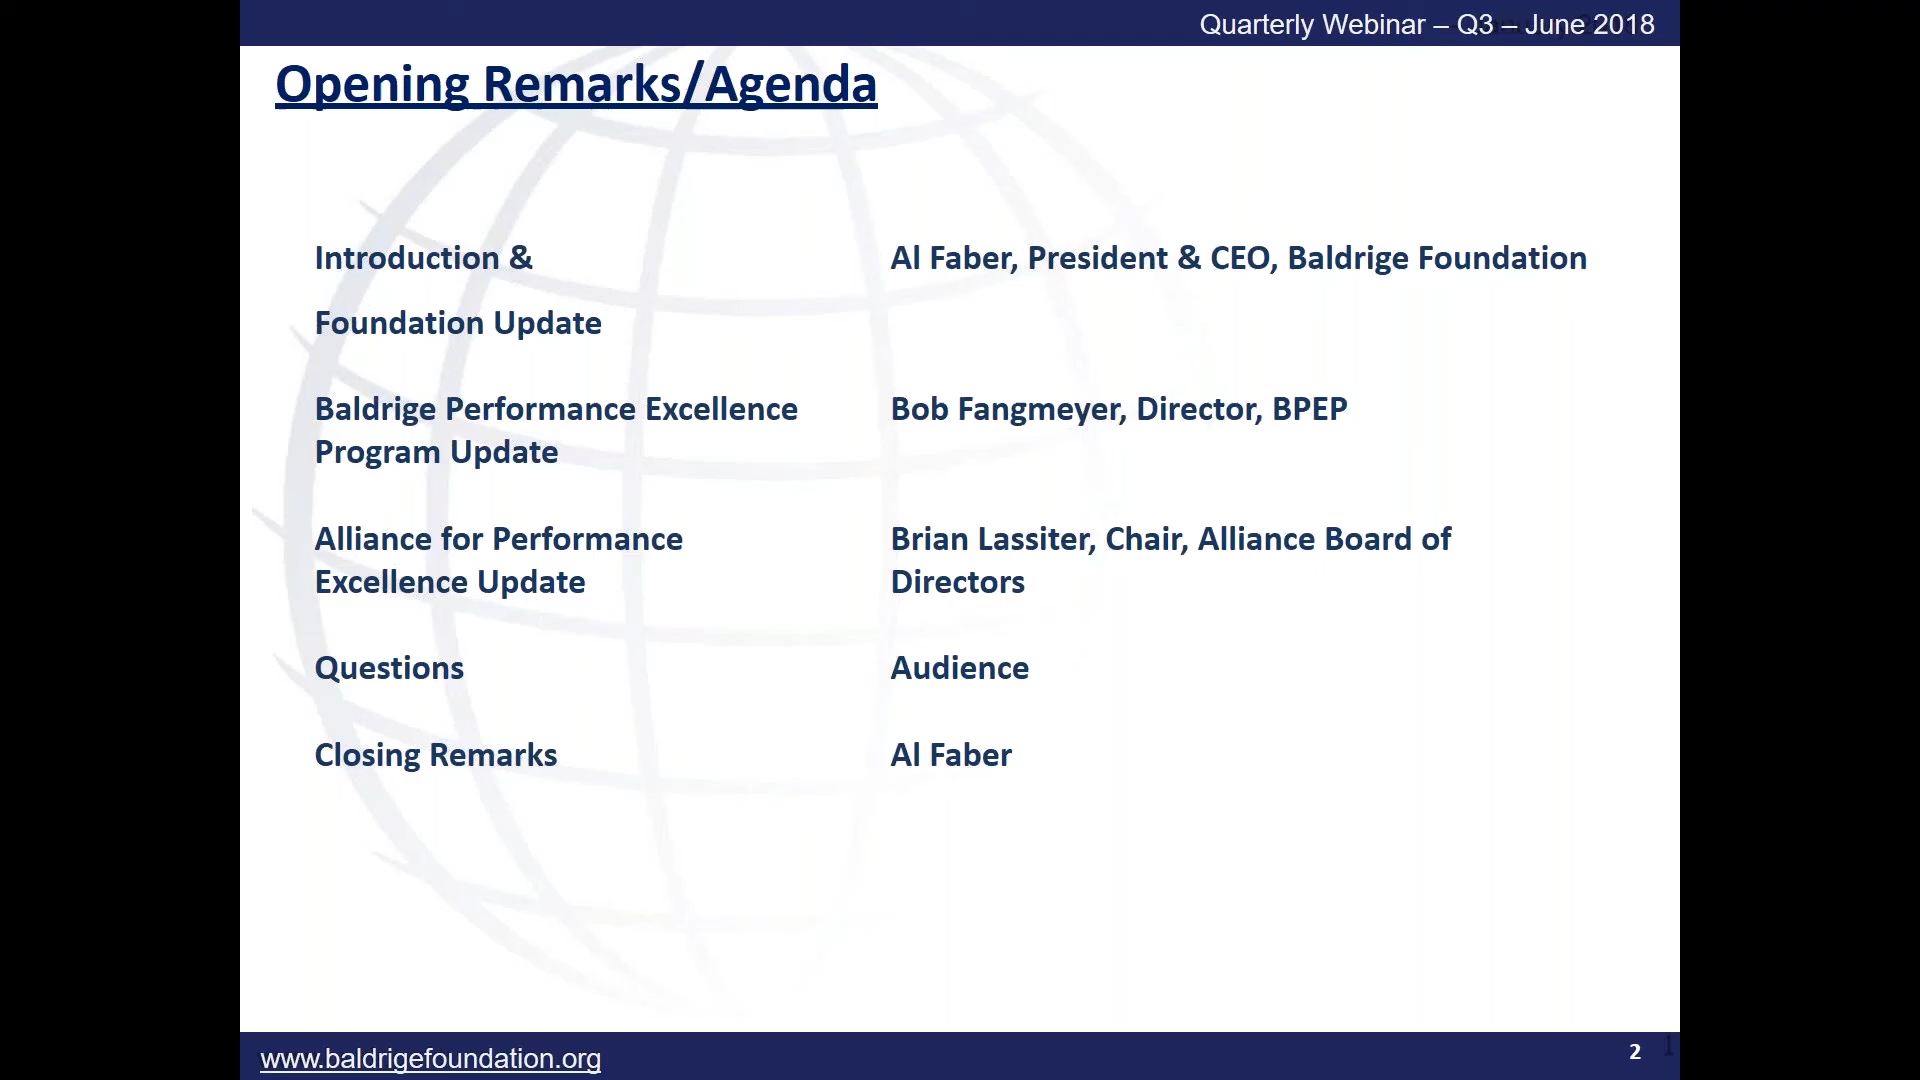 Quarterly Webinar – Q3 – June 2018
Opening Remarks/Agenda
Introduction &
Al Faber, President & CEO, Baldrige Foundation
Foundation Update
Baldrige Performance Excellence
Program Update
Bob Fangmeyer, Director, BPEP
Alliance for Performance
Excellence Update
Brian Lassiter, Chair, Alliance Board of
Directors
Questions
Audience
Closing Remarks
Al Faber
www.baldrigefoundation.org
2
1